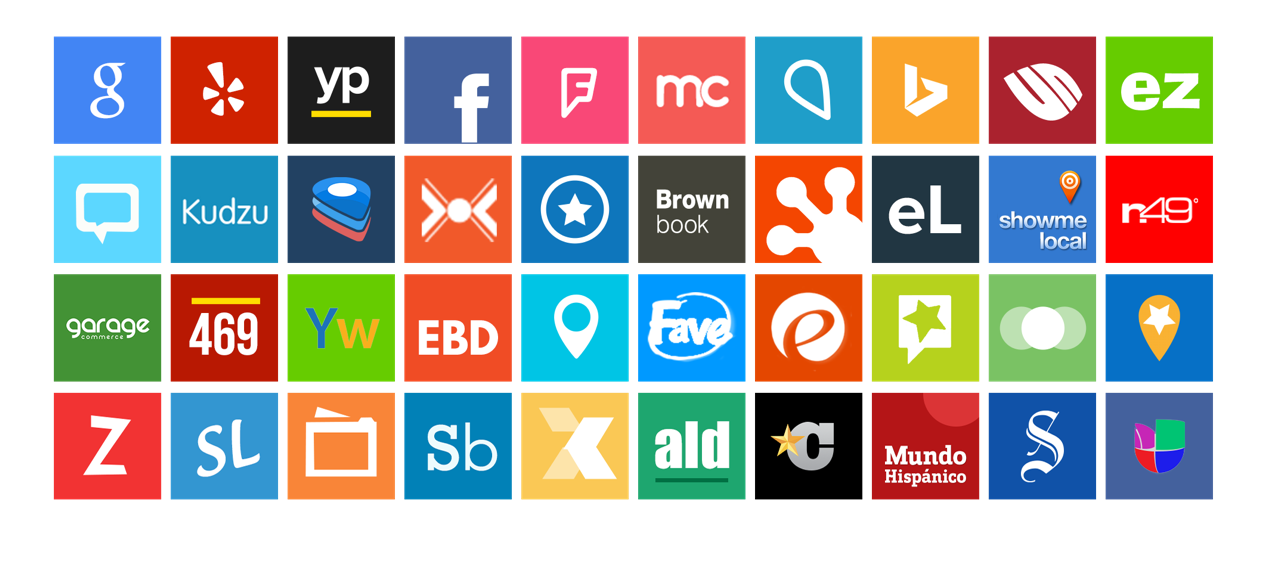 g
yp
f
F
mc
b
ez
Kudzu
Brown
book
eL
showme
local
n49°
garage
commerce
469
Yw
EBD
Fave
e
Z
SL
Sb
X
ald
C
Mundo
Hispánico
S